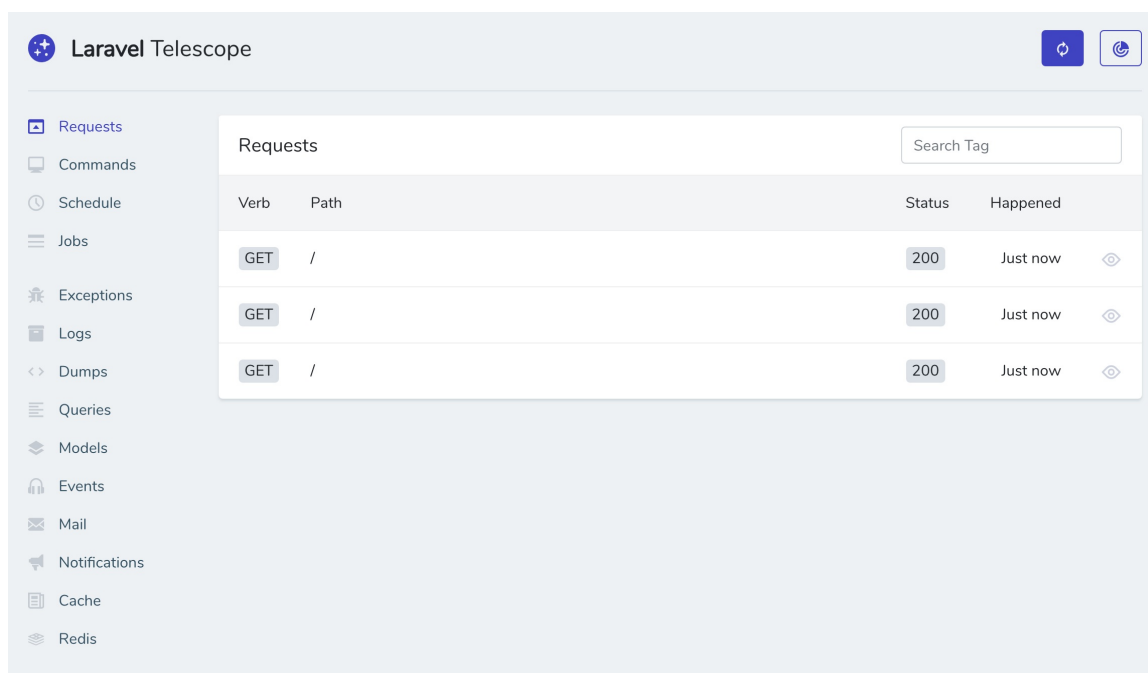 Laravel Telescope
Requests
Commands
Schedule
Jobs
Exceptions
Logs
Dumps
Queries
Models
Events
Mail
Notifications
Cache
Redis
Requests
Search Tag
Verb Path Status Happened
GET / 200 Just now
GET / 200 Just now
GET / 200 Just now